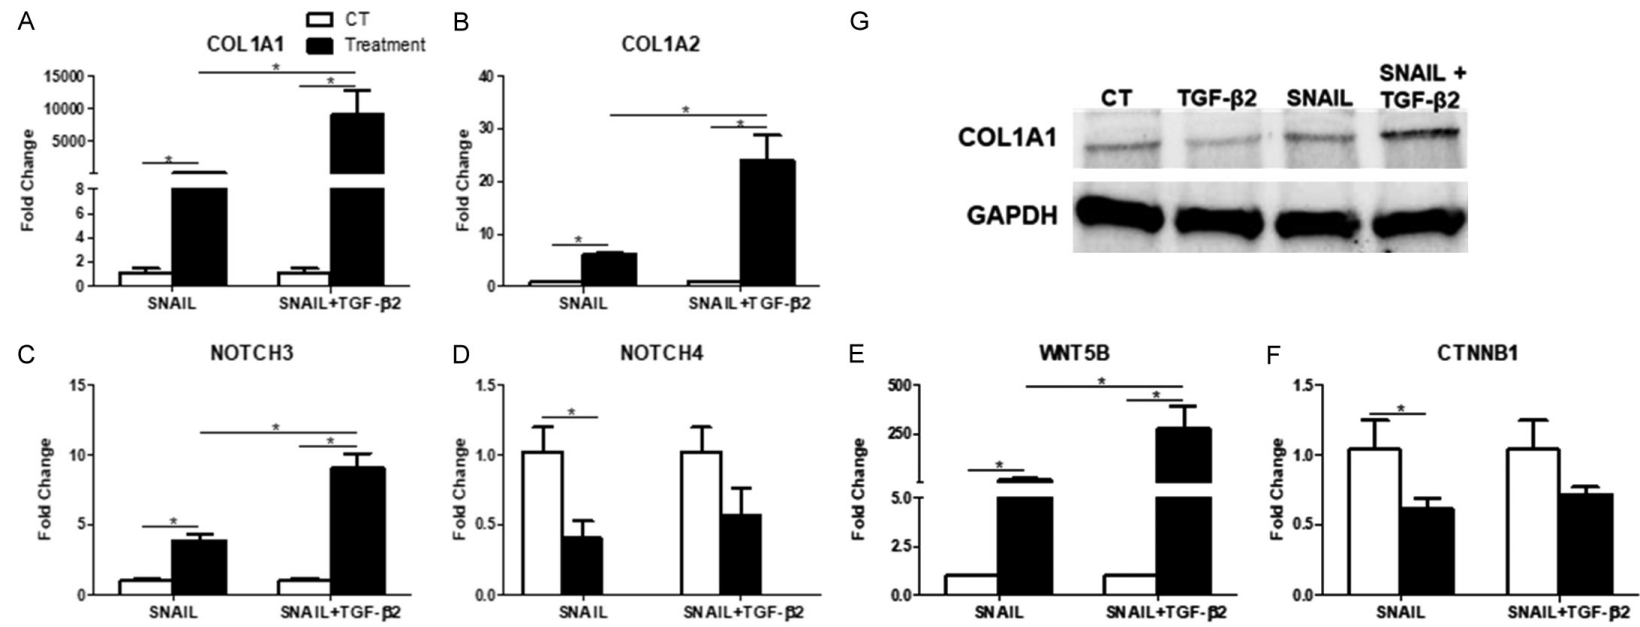 A
CT
Treatment
COL1A1
*
*
*
15000
10000
5000
8
6
4
2
0
Fold Change
SNAIL
SNAIL+TGF-β2
B
COL1A2
*
*
*
40
30
20
10
0
Fold Change
SNAIL
SNAIL+TGF-β2
G
CT
TGF-β2
SNAIL
SNAIL +
TGF-β2
COL1A1
GAPDH
C
NOTCH3
*
*
*
15
10
5
0
Fold Change
SNAIL
SNAIL+TGF-β2
D
NOTCH4
*
1.5
1.0
0.5
0.0
Fold Change
SNAIL
SNAIL+TGF-β2
E
WNT5B
*
*
*
500
250
5.0
2.5
0.0
Fold Change
SNAIL
SNAIL+TGF-β2
F
CTNNB1
*
1.5
1.0
0.5
0.0
Fold Change
SNAIL
SNAIL+TGF-β2